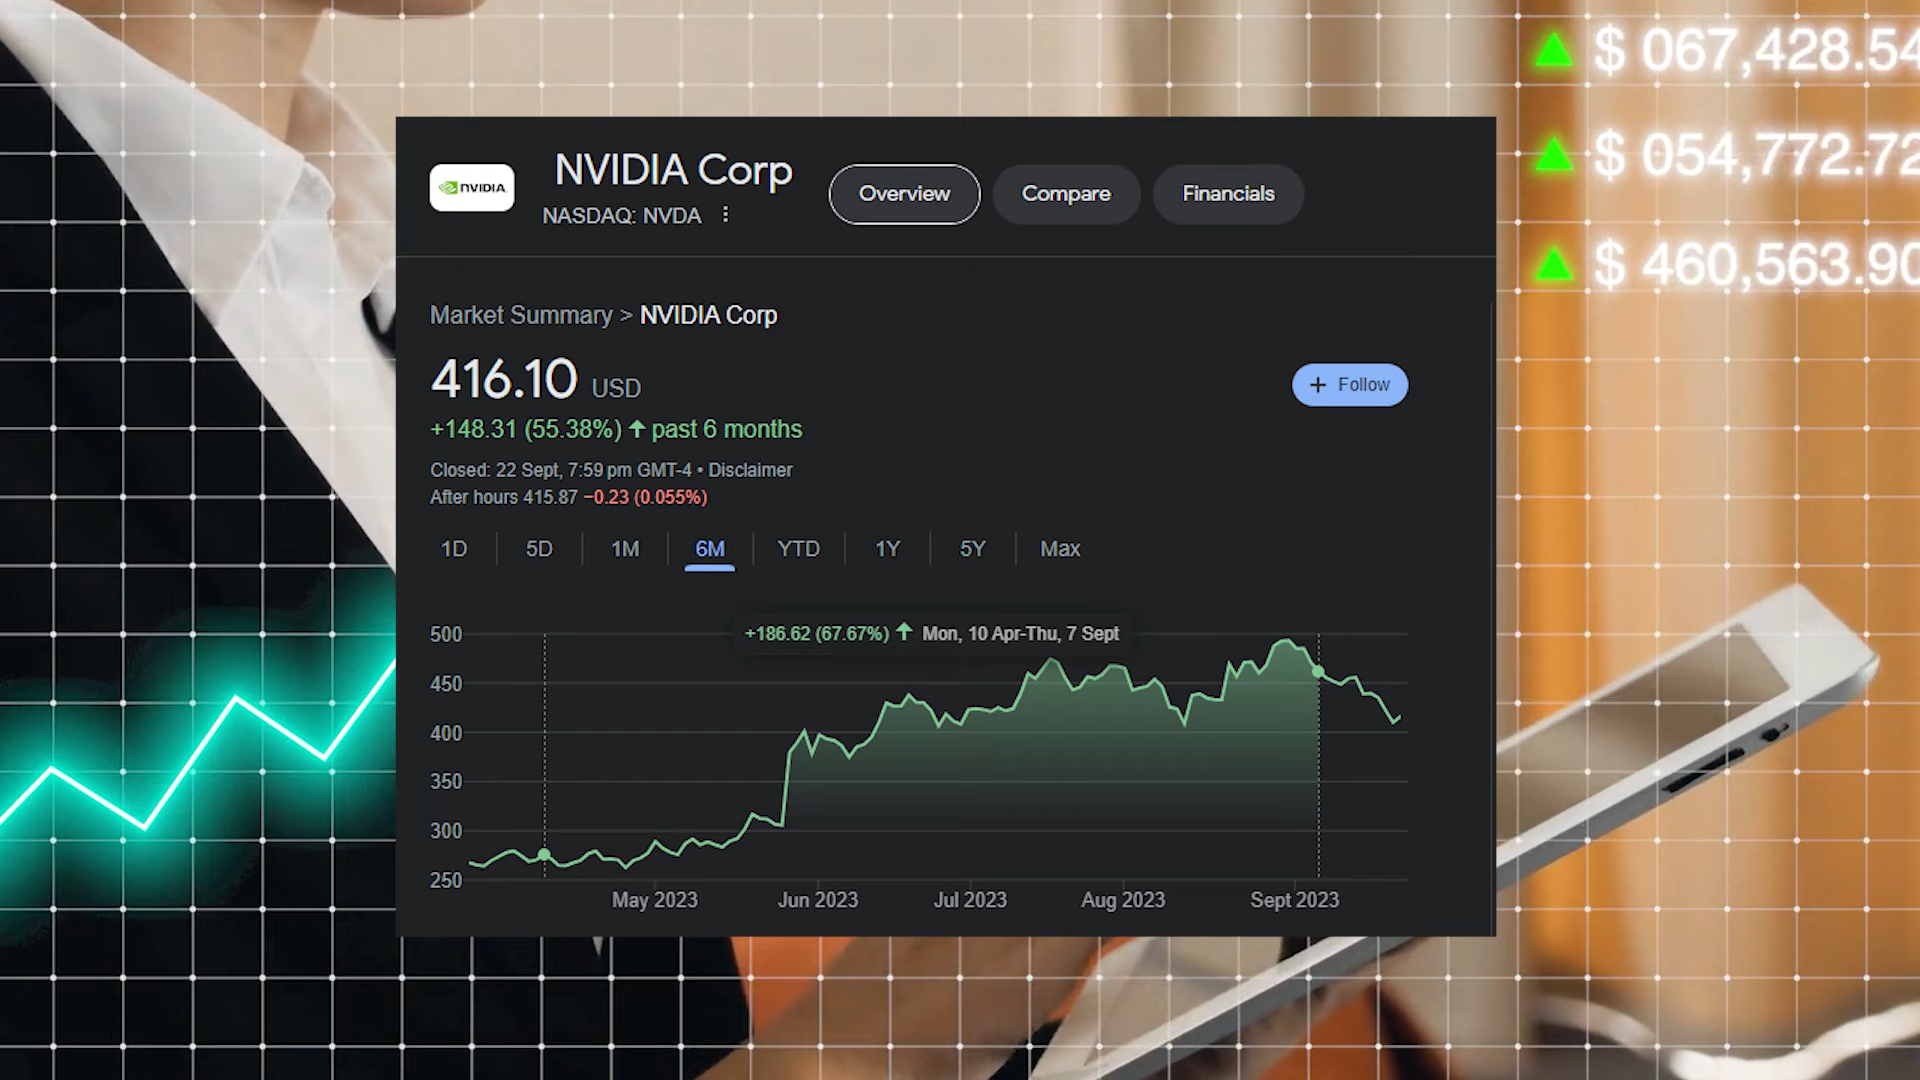 $ 067,428.54
$ 054,772.72
$ 460,563.90
NVIDIA
NVIDIA Corp
NASDAQ: NVDA
Overview
Compare
Financials
Market Summary > NVIDIA Corp
416.10 USD
+ Follow
+148.31 (55.38%) ↑ past 6 months
Closed: 22 Sept, 7:59 pm GMT-4 • Disclaimer
After hours 415.87 −0.23 (0.055%)
1D 5D 1M 6M YTD 1Y 5Y Max
+186.62 (67.67%) ↑ Mon, 10 Apr-Thu, 7 Sept
500
450
400
350
300
250
May 2023 Jun 2023 Jul 2023 Aug 2023 Sept 2023